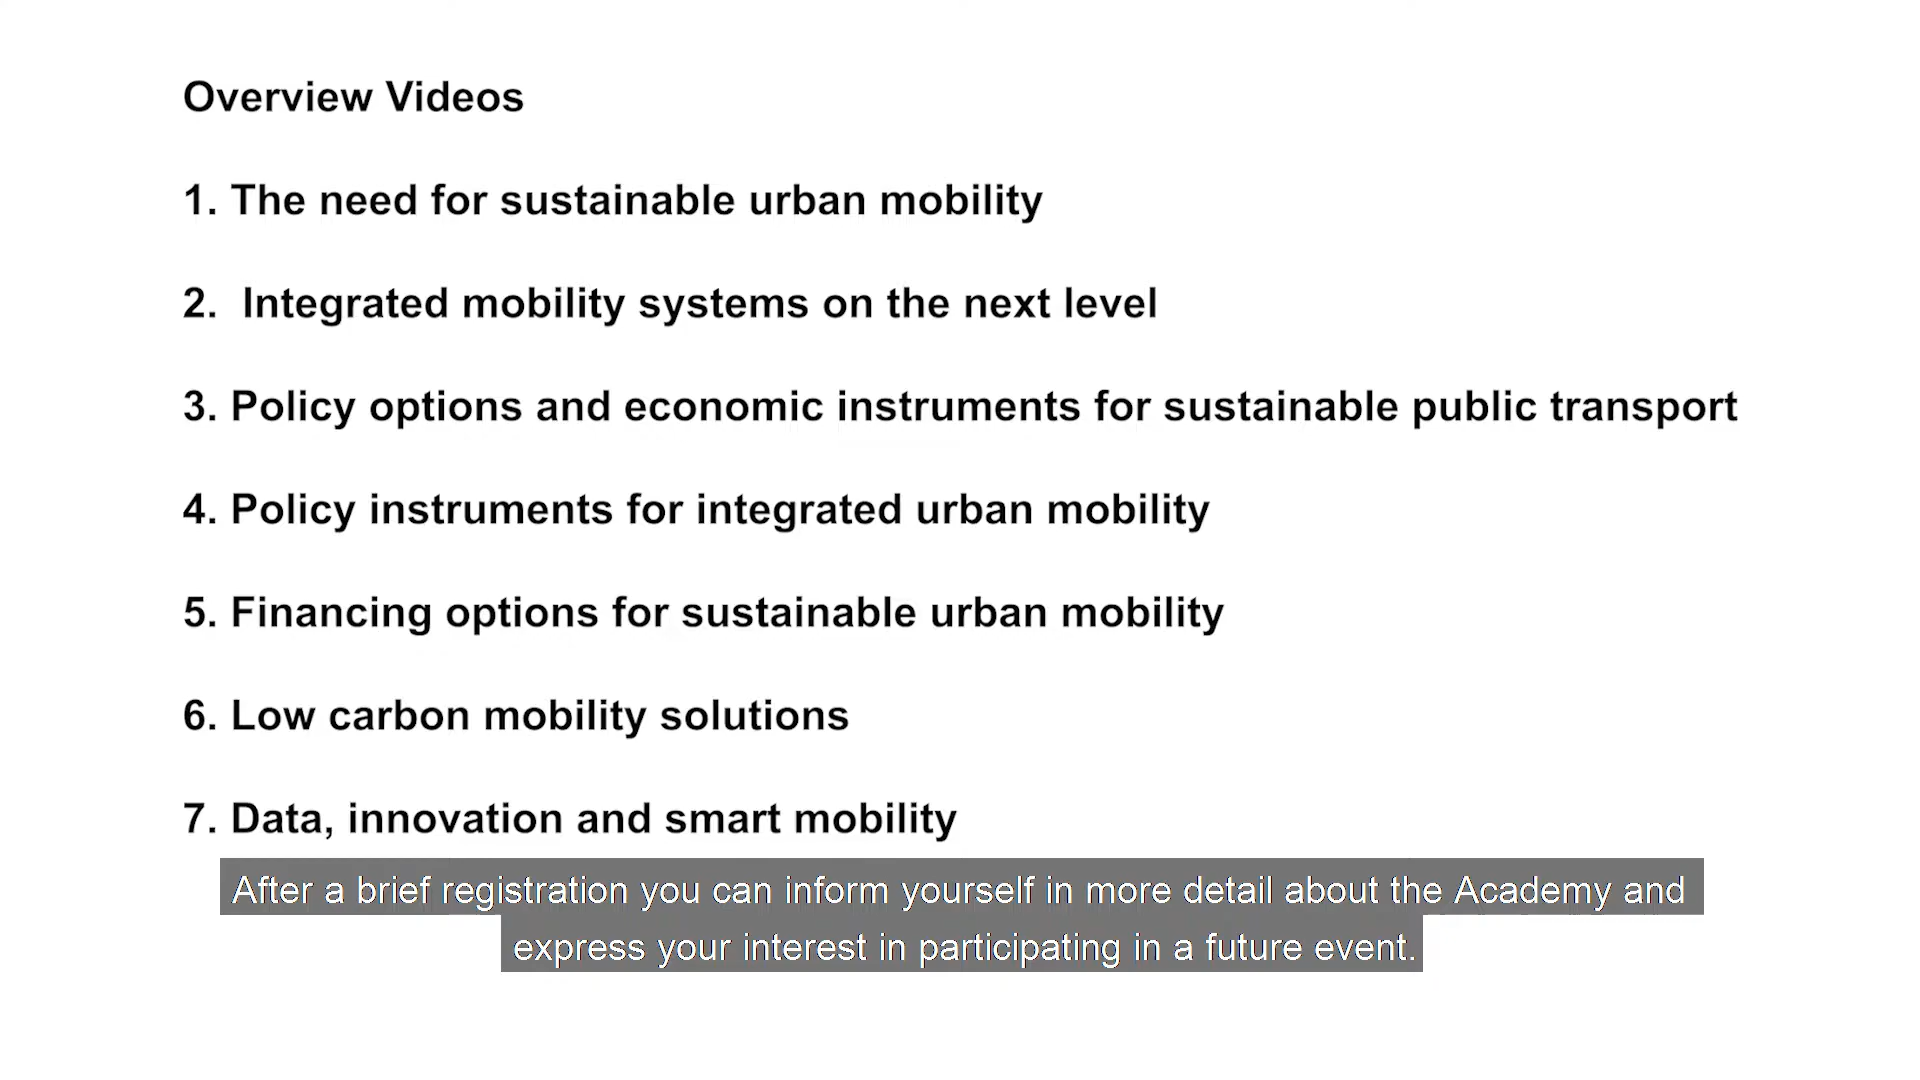 Overview Videos
1. The need for sustainable urban mobility
2.  Integrated mobility systems on the next level
3. Policy options and economic instruments for sustainable public transport
4. Policy instruments for integrated urban mobility
5. Financing options for sustainable urban mobility
6. Low carbon mobility solutions
7. Data, innovation and smart mobility
After a brief registration you can inform yourself in more detail about the Academy and
express your interest in participating in a future event.